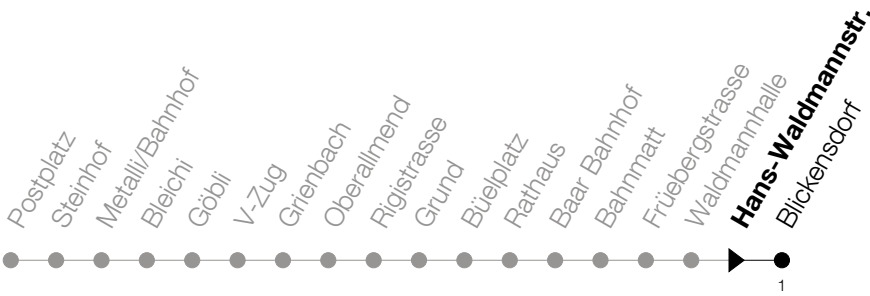 Postplatz
Steinhof
Metalli/Bahnhof
Bleichi
Göbli
V-Zug
Grienbach
Oberallmend
Rigistrasse
Grund
Büelplatz
Rathaus
Baar Bahnhof
Bahnmatt
Früebergstrasse
Waldmannhalle
Hans-Waldmannstr.
Blickensdorf
1